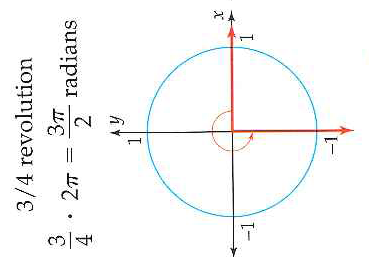 3/4 revolution
3/4 · 2π = 3π/2 radians
y
1
x
1
-1
-1